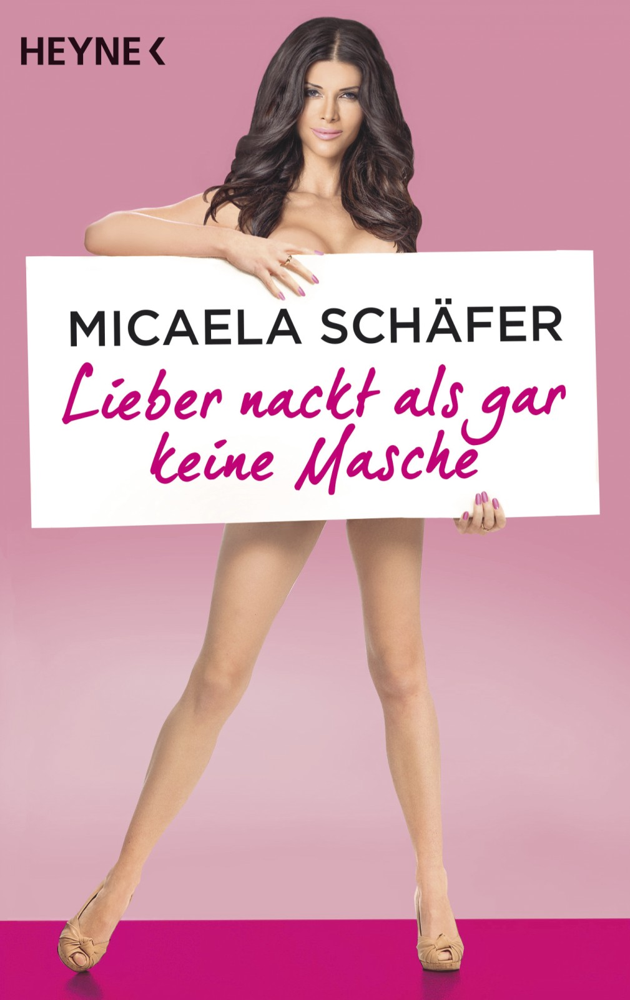 HEYNE
MICAELA SCHÄFER
Lieber nackt als gar
keine Masche